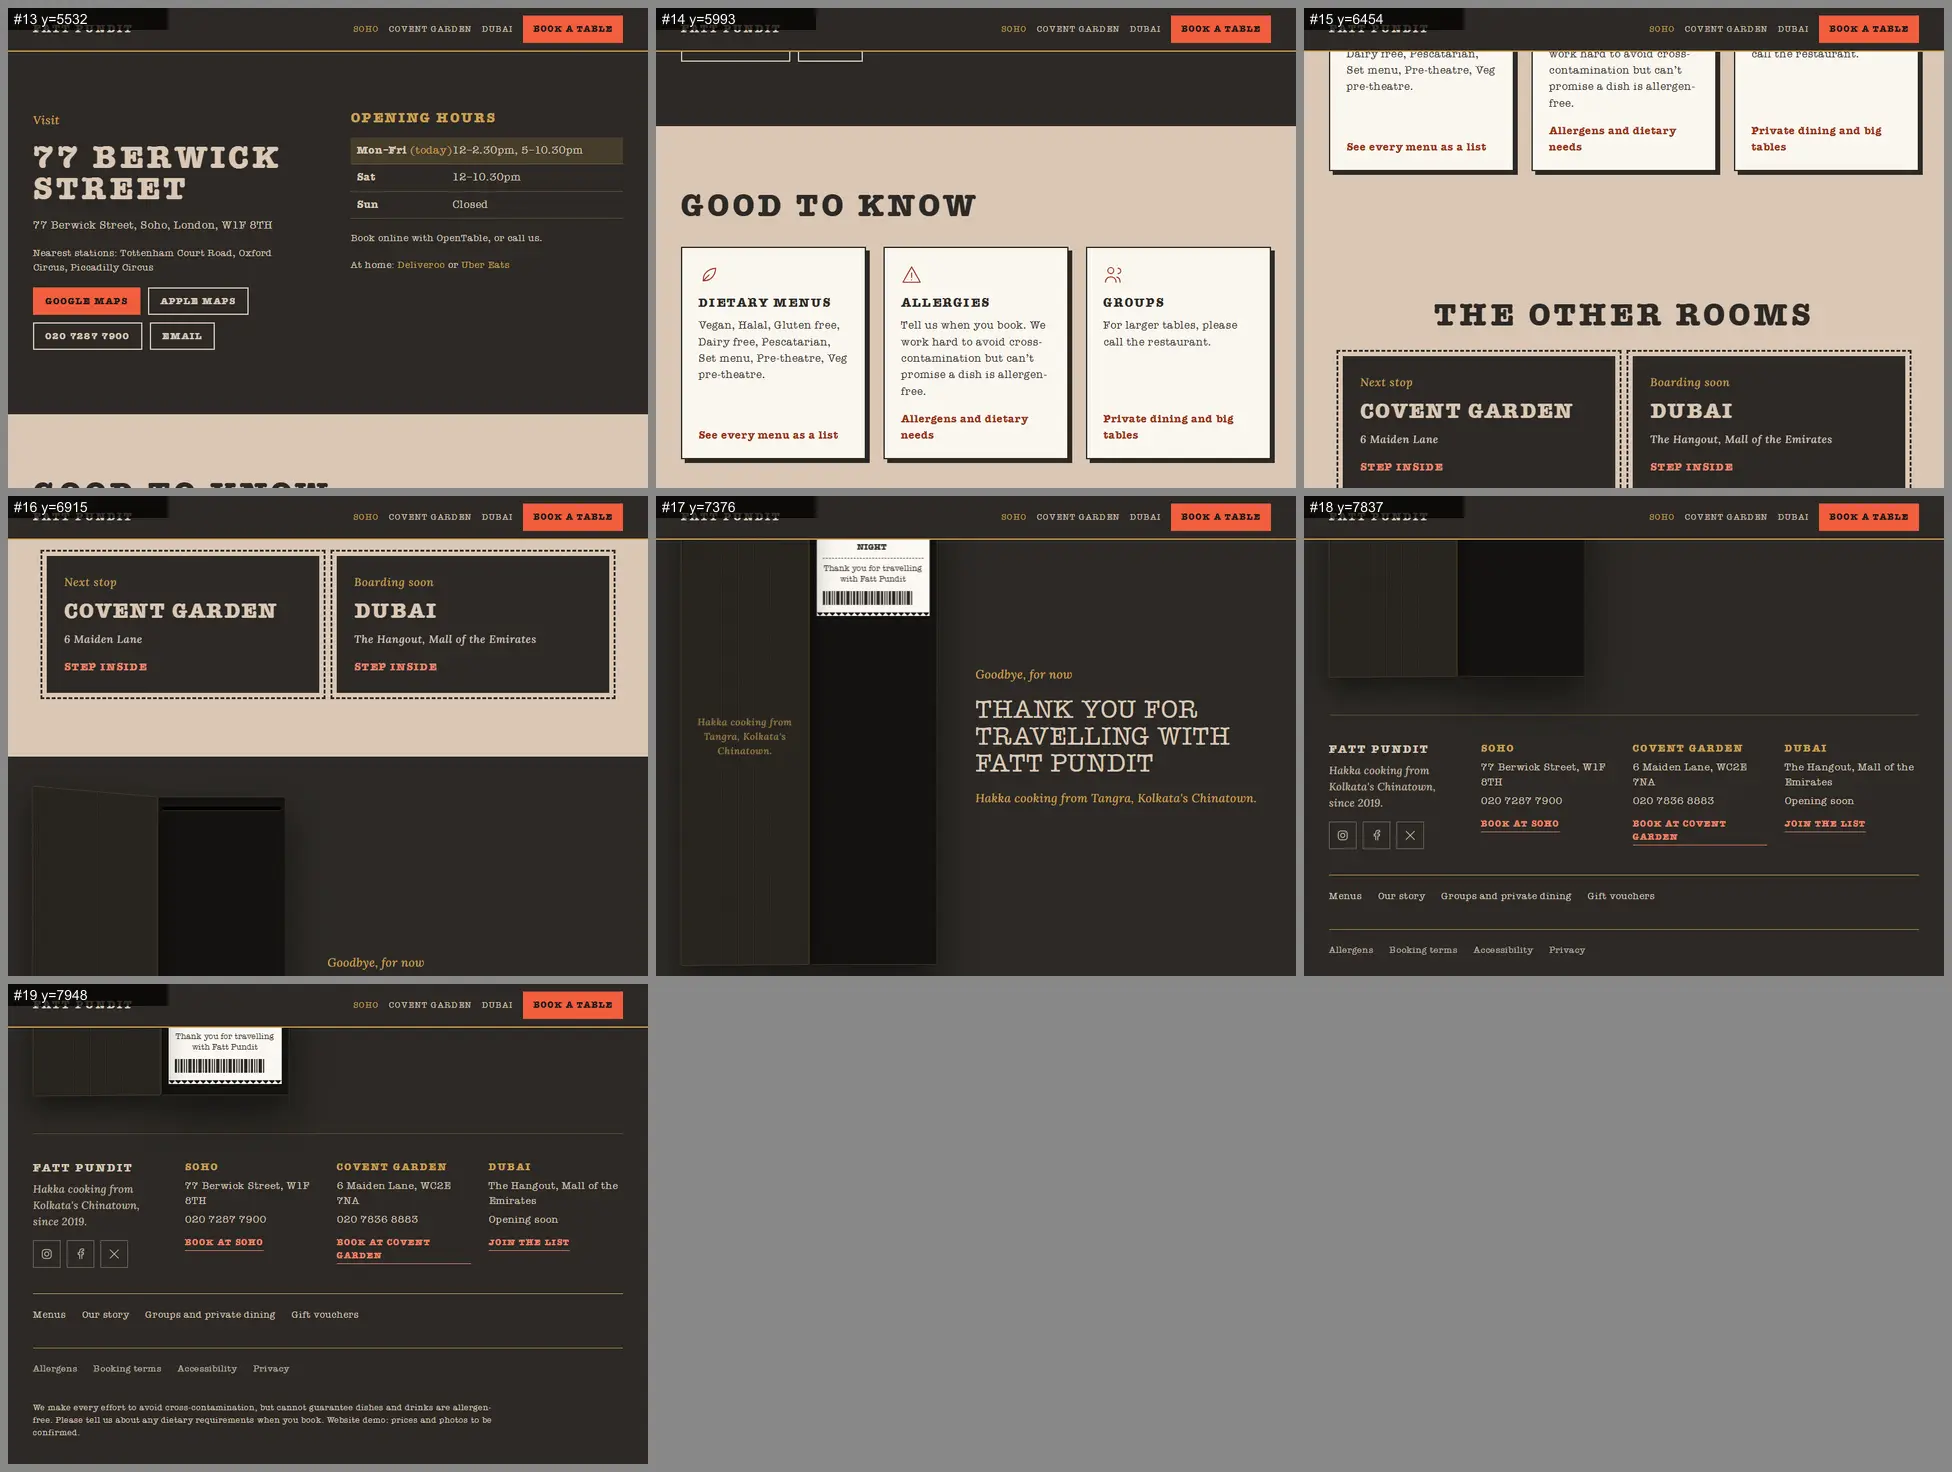 #13 y=5532
FATT PUNDIT
SOHO COVENT GARDEN DUBAI BOOK A TABLE
Visit
77 BERWICK
STREET
77 Berwick Street, Soho, London, W1F 8TH
Nearest stations: Tottenham Court Road, Oxford
Circus, Piccadilly Circus
GOOGLE MAPS APPLE MAPS
020 7287 7900 EMAIL
OPENING HOURS
Mon–Fri (today) 12–2.30pm, 5–10.30pm
Sat 12–10.30pm
Sun Closed
Book online with OpenTable, or call us.
At home: Deliveroo or Uber Eats
GOOD TO KNOW
#14 y=5993
FATT PUNDIT
SOHO COVENT GARDEN DUBAI BOOK A TABLE
GOOD TO KNOW
DIETARY MENUS
Vegan, Halal, Gluten free,
Dairy free, Pescatarian,
Set menu, Pre-theatre, Veg
pre-theatre.
See every menu as a list
ALLERGIES
Tell us when you book. We
work hard to avoid cross-
contamination but can't
promise a dish is allergen-
free.
Allergens and dietary
needs
GROUPS
For larger tables, please
call the restaurant.
Private dining and big
tables
#15 y=6454
FATT PUNDIT
SOHO COVENT GARDEN DUBAI BOOK A TABLE
Dairy free, Pescatarian,
Set menu, Pre-theatre, Veg
pre-theatre.
See every menu as a list
work hard to avoid cross-
contamination but can't
promise a dish is allergen-
free.
Allergens and dietary
needs
call the restaurant.
Private dining and big
tables
THE OTHER ROOMS
Next stop
COVENT GARDEN
6 Maiden Lane
STEP INSIDE
Boarding soon
DUBAI
The Hangout, Mall of the Emirates
STEP INSIDE
#16 y=6915
FATT PUNDIT
SOHO COVENT GARDEN DUBAI BOOK A TABLE
Next stop
COVENT GARDEN
6 Maiden Lane
STEP INSIDE
Boarding soon
DUBAI
The Hangout, Mall of the Emirates
STEP INSIDE
Goodbye, for now
#17 y=7376
FATT PUNDIT
SOHO COVENT GARDEN DUBAI BOOK A TABLE
NIGHT
Thank you for travelling
with Fatt Pundit
Hakka cooking from
Tangra, Kolkata's
Chinatown.
Goodbye, for now
THANK YOU FOR
TRAVELLING WITH
FATT PUNDIT
Hakka cooking from Tangra, Kolkata's Chinatown.
#18 y=7837
FATT PUNDIT
SOHO COVENT GARDEN DUBAI BOOK A TABLE
FATT PUNDIT
Hakka cooking from
Kolkata's Chinatown,
since 2019.
SOHO
77 Berwick Street, W1F
8TH
020 7287 7900
BOOK AT SOHO
COVENT GARDEN
6 Maiden Lane, WC2E
7NA
020 7836 8883
BOOK AT COVENT
GARDEN
DUBAI
The Hangout, Mall of the
Emirates
Opening soon
JOIN THE LIST
Menus Our story Groups and private dining Gift vouchers
Allergens Booking terms Accessibility Privacy
#19 y=7948
FATT PUNDIT
SOHO COVENT GARDEN DUBAI BOOK A TABLE
Thank you for travelling
with Fatt Pundit
FATT PUNDIT
Hakka cooking from
Kolkata's Chinatown,
since 2019.
SOHO
77 Berwick Street, W1F
8TH
020 7287 7900
BOOK AT SOHO
COVENT GARDEN
6 Maiden Lane, WC2E
7NA
020 7836 8883
BOOK AT COVENT
GARDEN
DUBAI
The Hangout, Mall of the
Emirates
Opening soon
JOIN THE LIST
Menus Our story Groups and private dining Gift vouchers
Allergens Booking terms Accessibility Privacy
We make every effort to avoid cross-contamination, but cannot guarantee dishes and drinks are allergen-
free. Please tell us about any dietary requirements when you book. Website demo: prices and photos to be
confirmed.